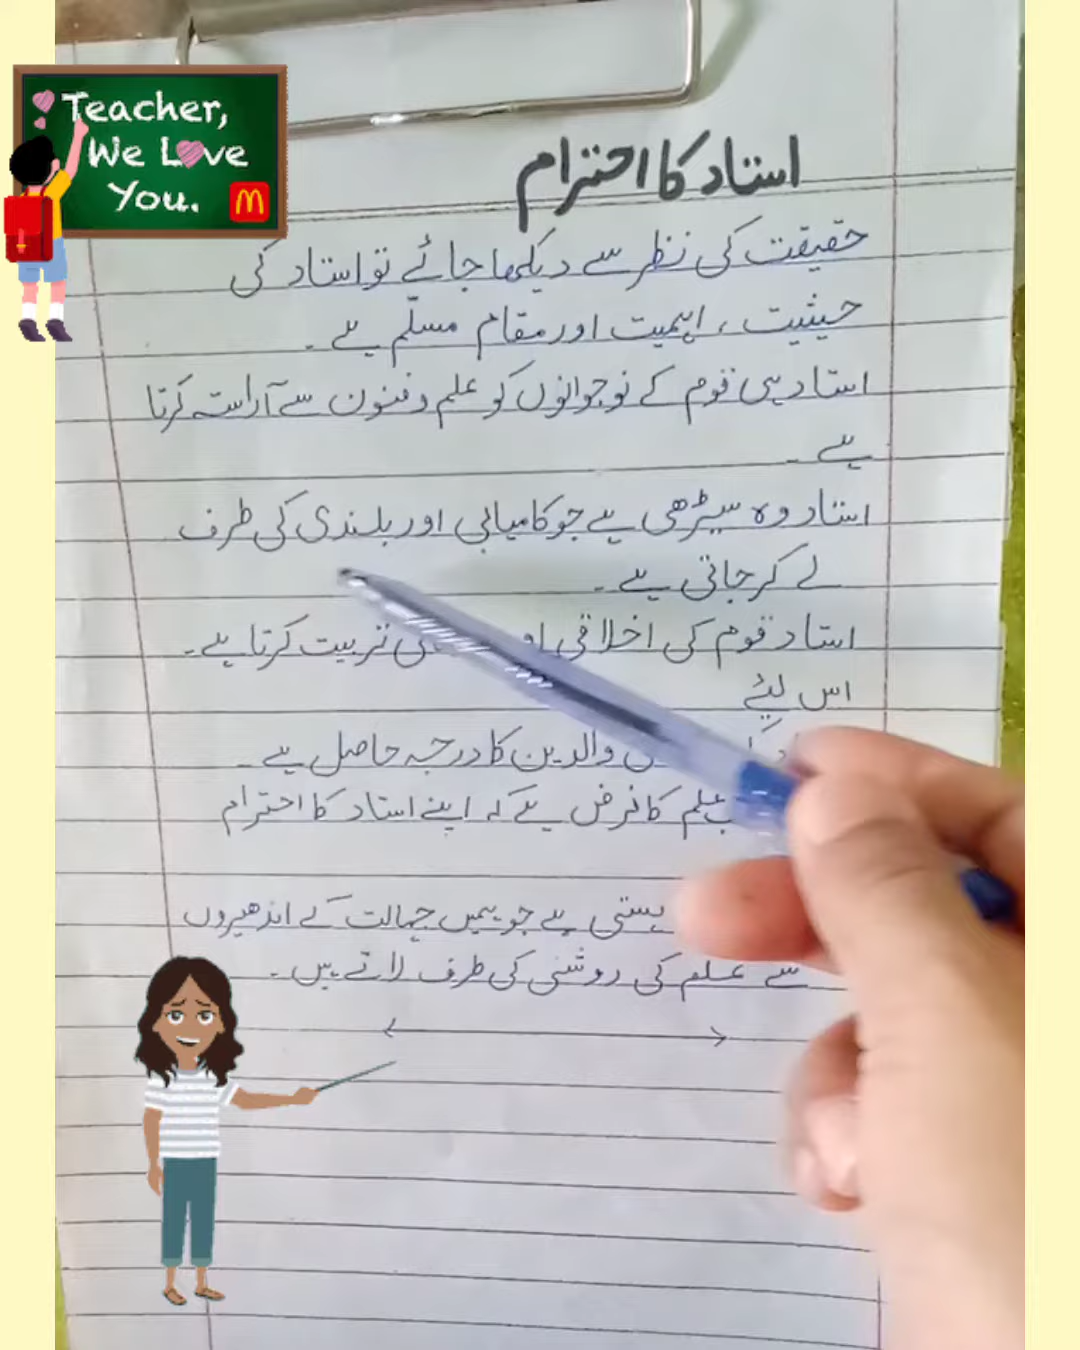 Teacher,
We Love
You.
استاد کا احترام
حقیقت کی نظر سے دیکھا جائے تو استاد کی
حیثیت ، اہمیت اور مقام مسلّم ہے ۔
استاد ہی قوم کے نوجوانوں کو علم و فنون سے آراستہ کرتا
ہے ۔
استاد وہ سیڑھی ہے جو کامیابی اور بلندی کی طرف
لے کر جاتی ہے ۔
استاد قوم کی اخلاقی تربیت کرتا ہے ۔
اس لیئے
والدین کا درجہ حاصل ہے ۔
علم کا فرض ہے کہ اپنے استاد کا احترام
ہستی ہے جو ہمیں جہالت کے اندھیروں
سے علم کی روشنی کی طرف لاتے ہیں ۔